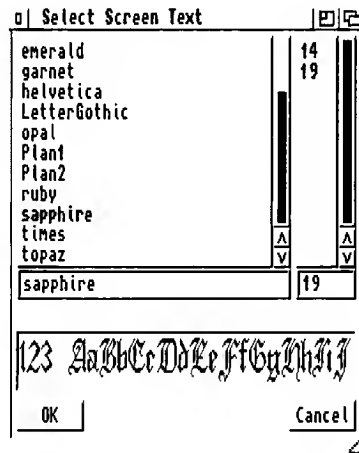 Select Screen Text
emerald 14
garnet 19
helvetica
LetterGothic
opal
Plan1
Plan2
ruby
sapphire
times
topaz
sapphire 19
123 AaBbCcDdEeFfGgHhIiJ
OK Cancel